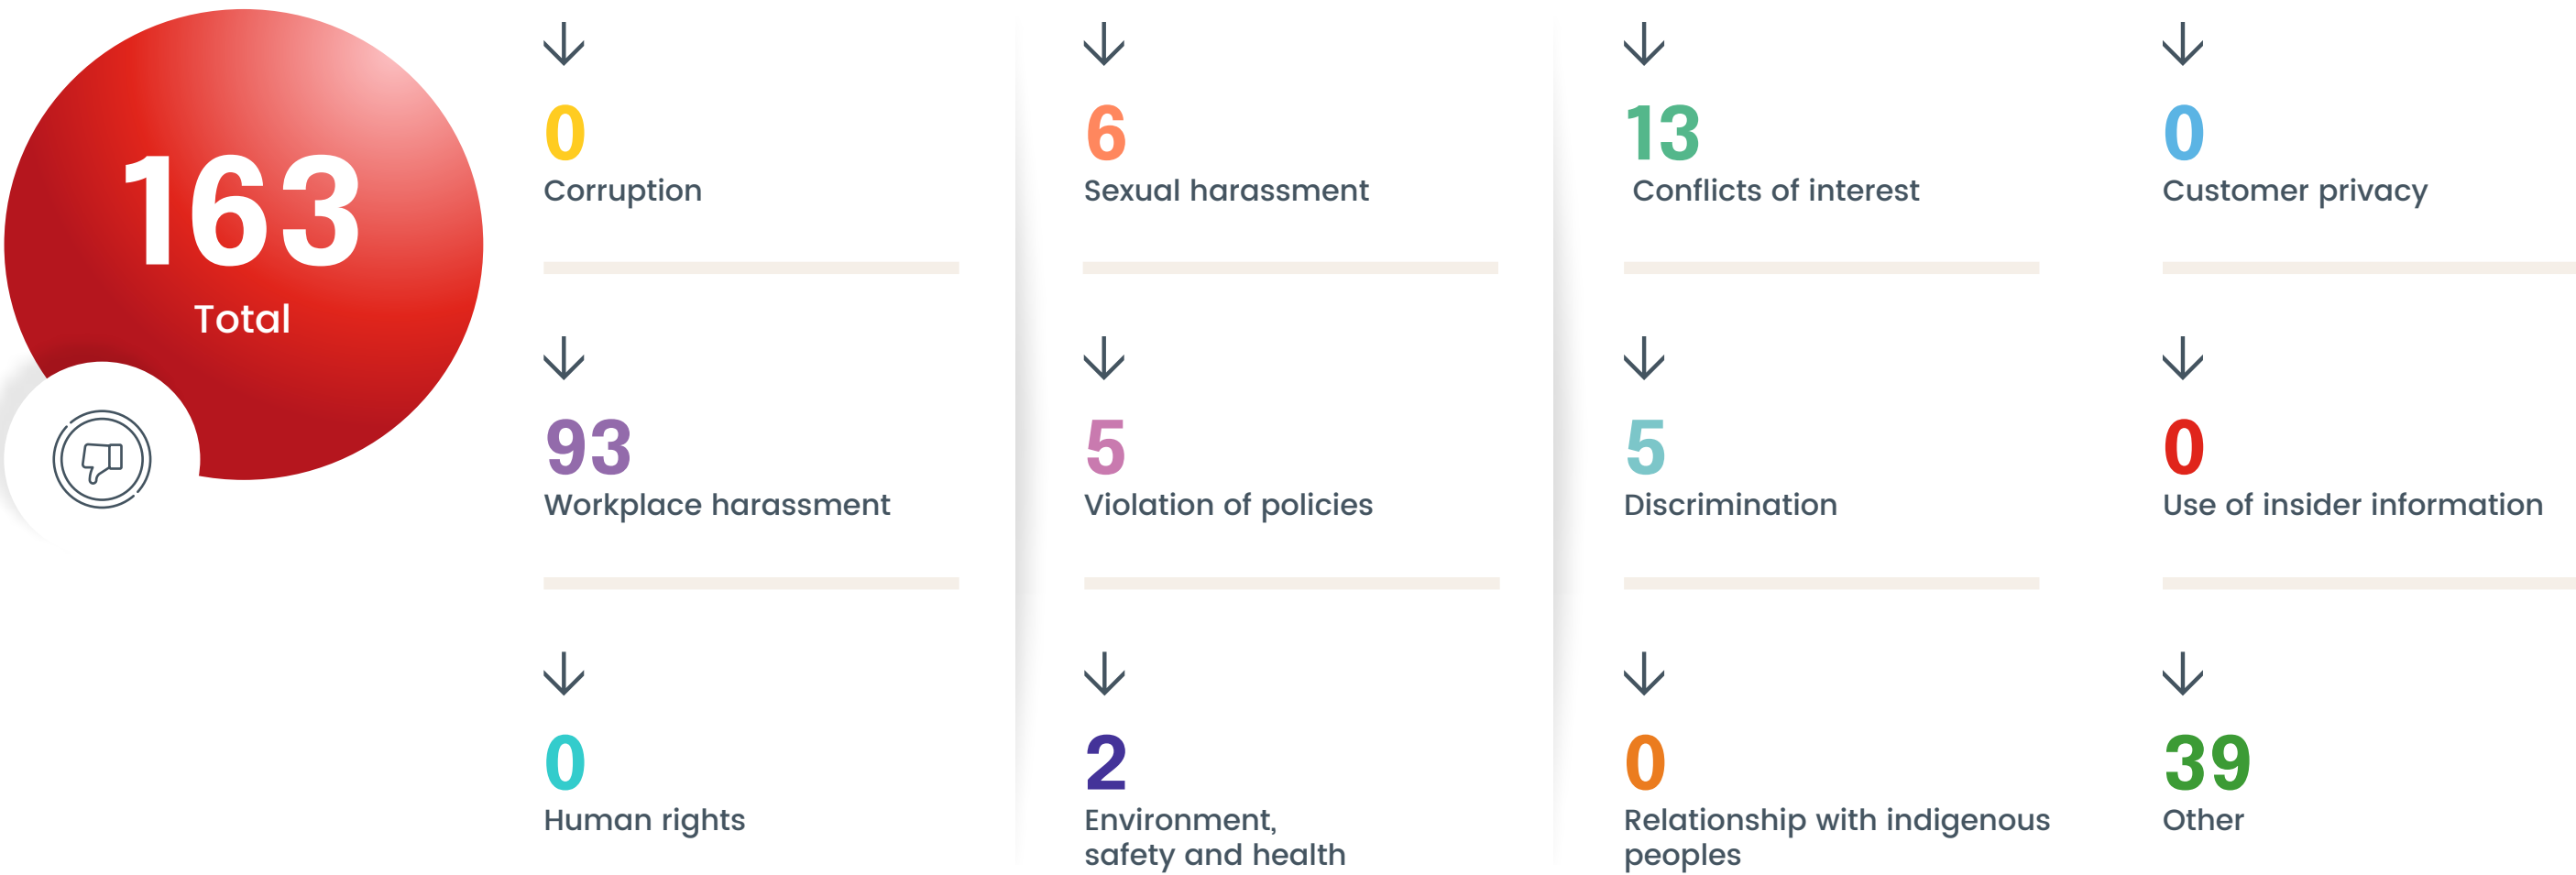 163
Total
0
Corruption
6
Sexual harassment
13
Conflicts of interest
0
Customer privacy
93
Workplace harassment
5
Violation of policies
5
Discrimination
0
Use of insider information
0
Human rights
2
Environment,
safety and health
0
Relationship with indigenous
peoples
39
Other